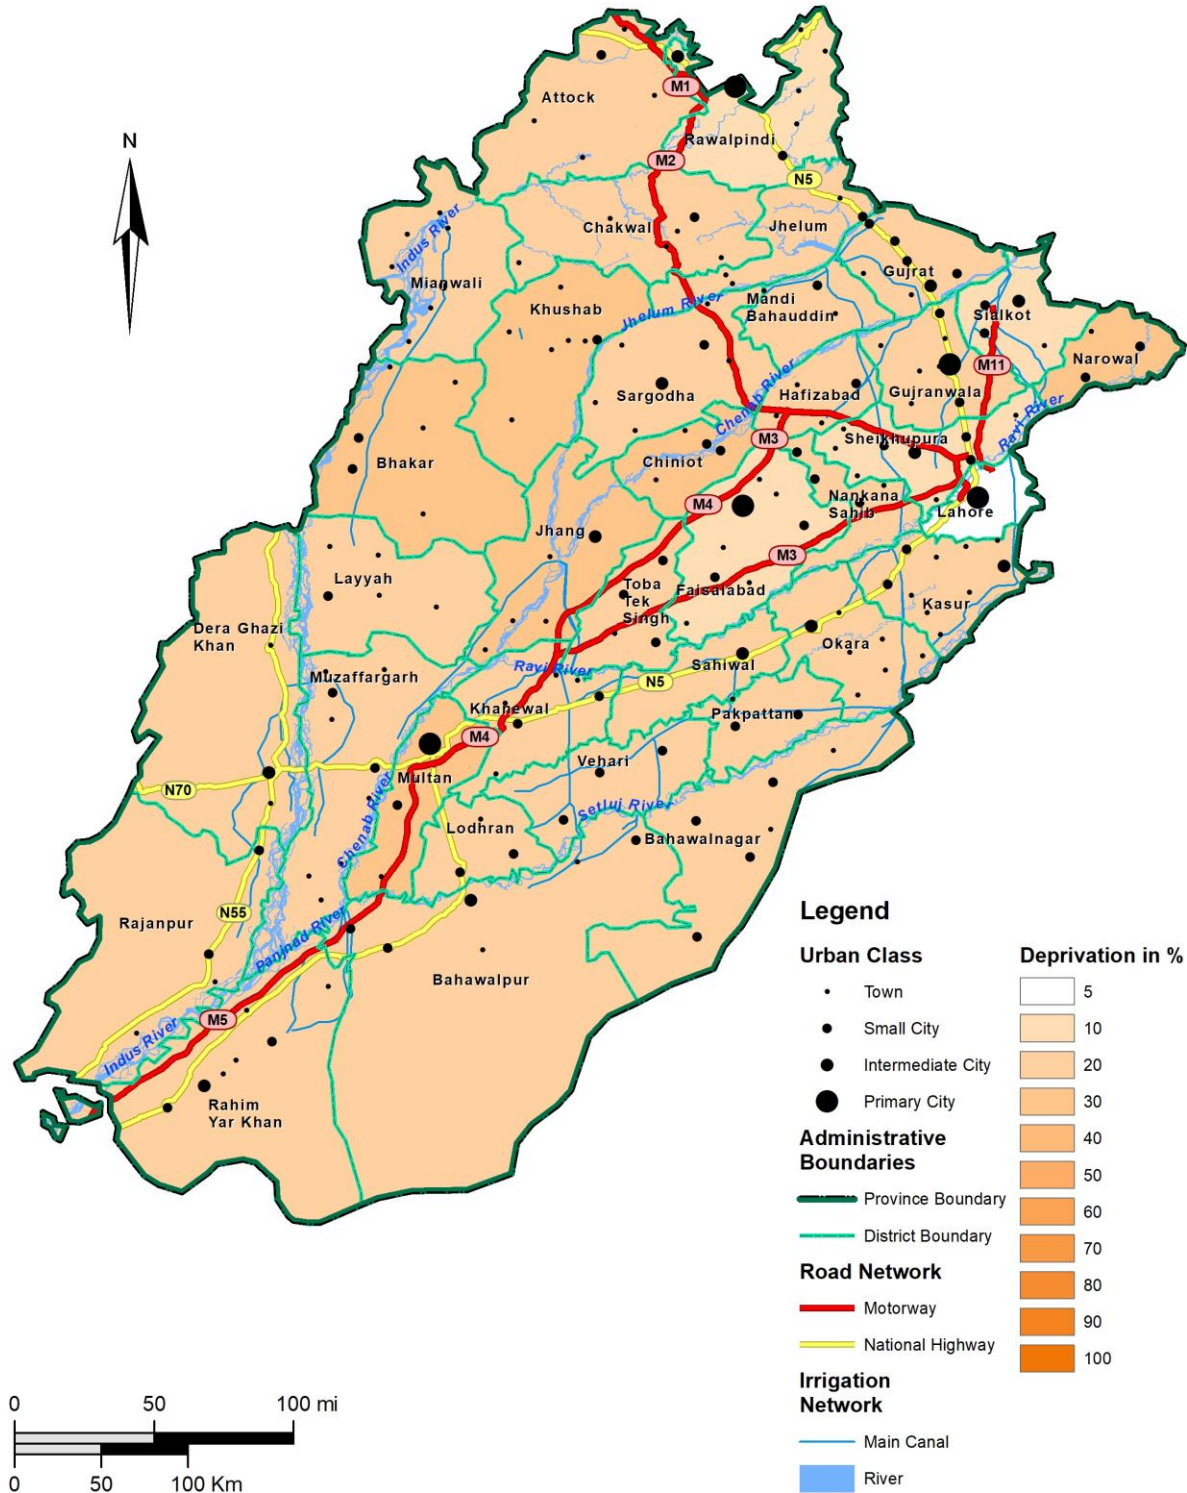 N
M1
Attock
Rawalpindi
M2
N5
Chakwal
Jhelum
Indus River
Mianwali
Gujrat
Khushab
Jhelum River
Mandi
Bahauddin
Sialkot
Narowal
M11
Sargodha
Hafizabad
Gujranwala
Chenab River
Ravi River
M3
Sheikhupura
Bhakar
Chiniot
Nankana
Sahib
M4
Lahore
Jhang
M3
Layyah
Toba
Tek
Singh
Faisalabad
Kasur
Dera Ghazi
Khan
Okara
Ravi River
Sahiwal
Muzaffargarh
N5
Khanewal
Pakpattan
M4
Vehari
Multan
N70
Chenab River
Setluj River
Lodhran
Bahawalnagar
Rajanpur
N55
Panjnad River
Bahawalpur
M5
Indus River
Rahim
Yar Khan
Legend
Urban Class
Town
Small City
Intermediate City
Primary City
Administrative
Boundaries
Province Boundary
District Boundary
Road Network
Motorway
National Highway
Irrigation
Network
Main Canal
River
Deprivation in %
5
10
20
30
40
50
60
70
80
90
100
0 50 100 mi
0 50 100 Km